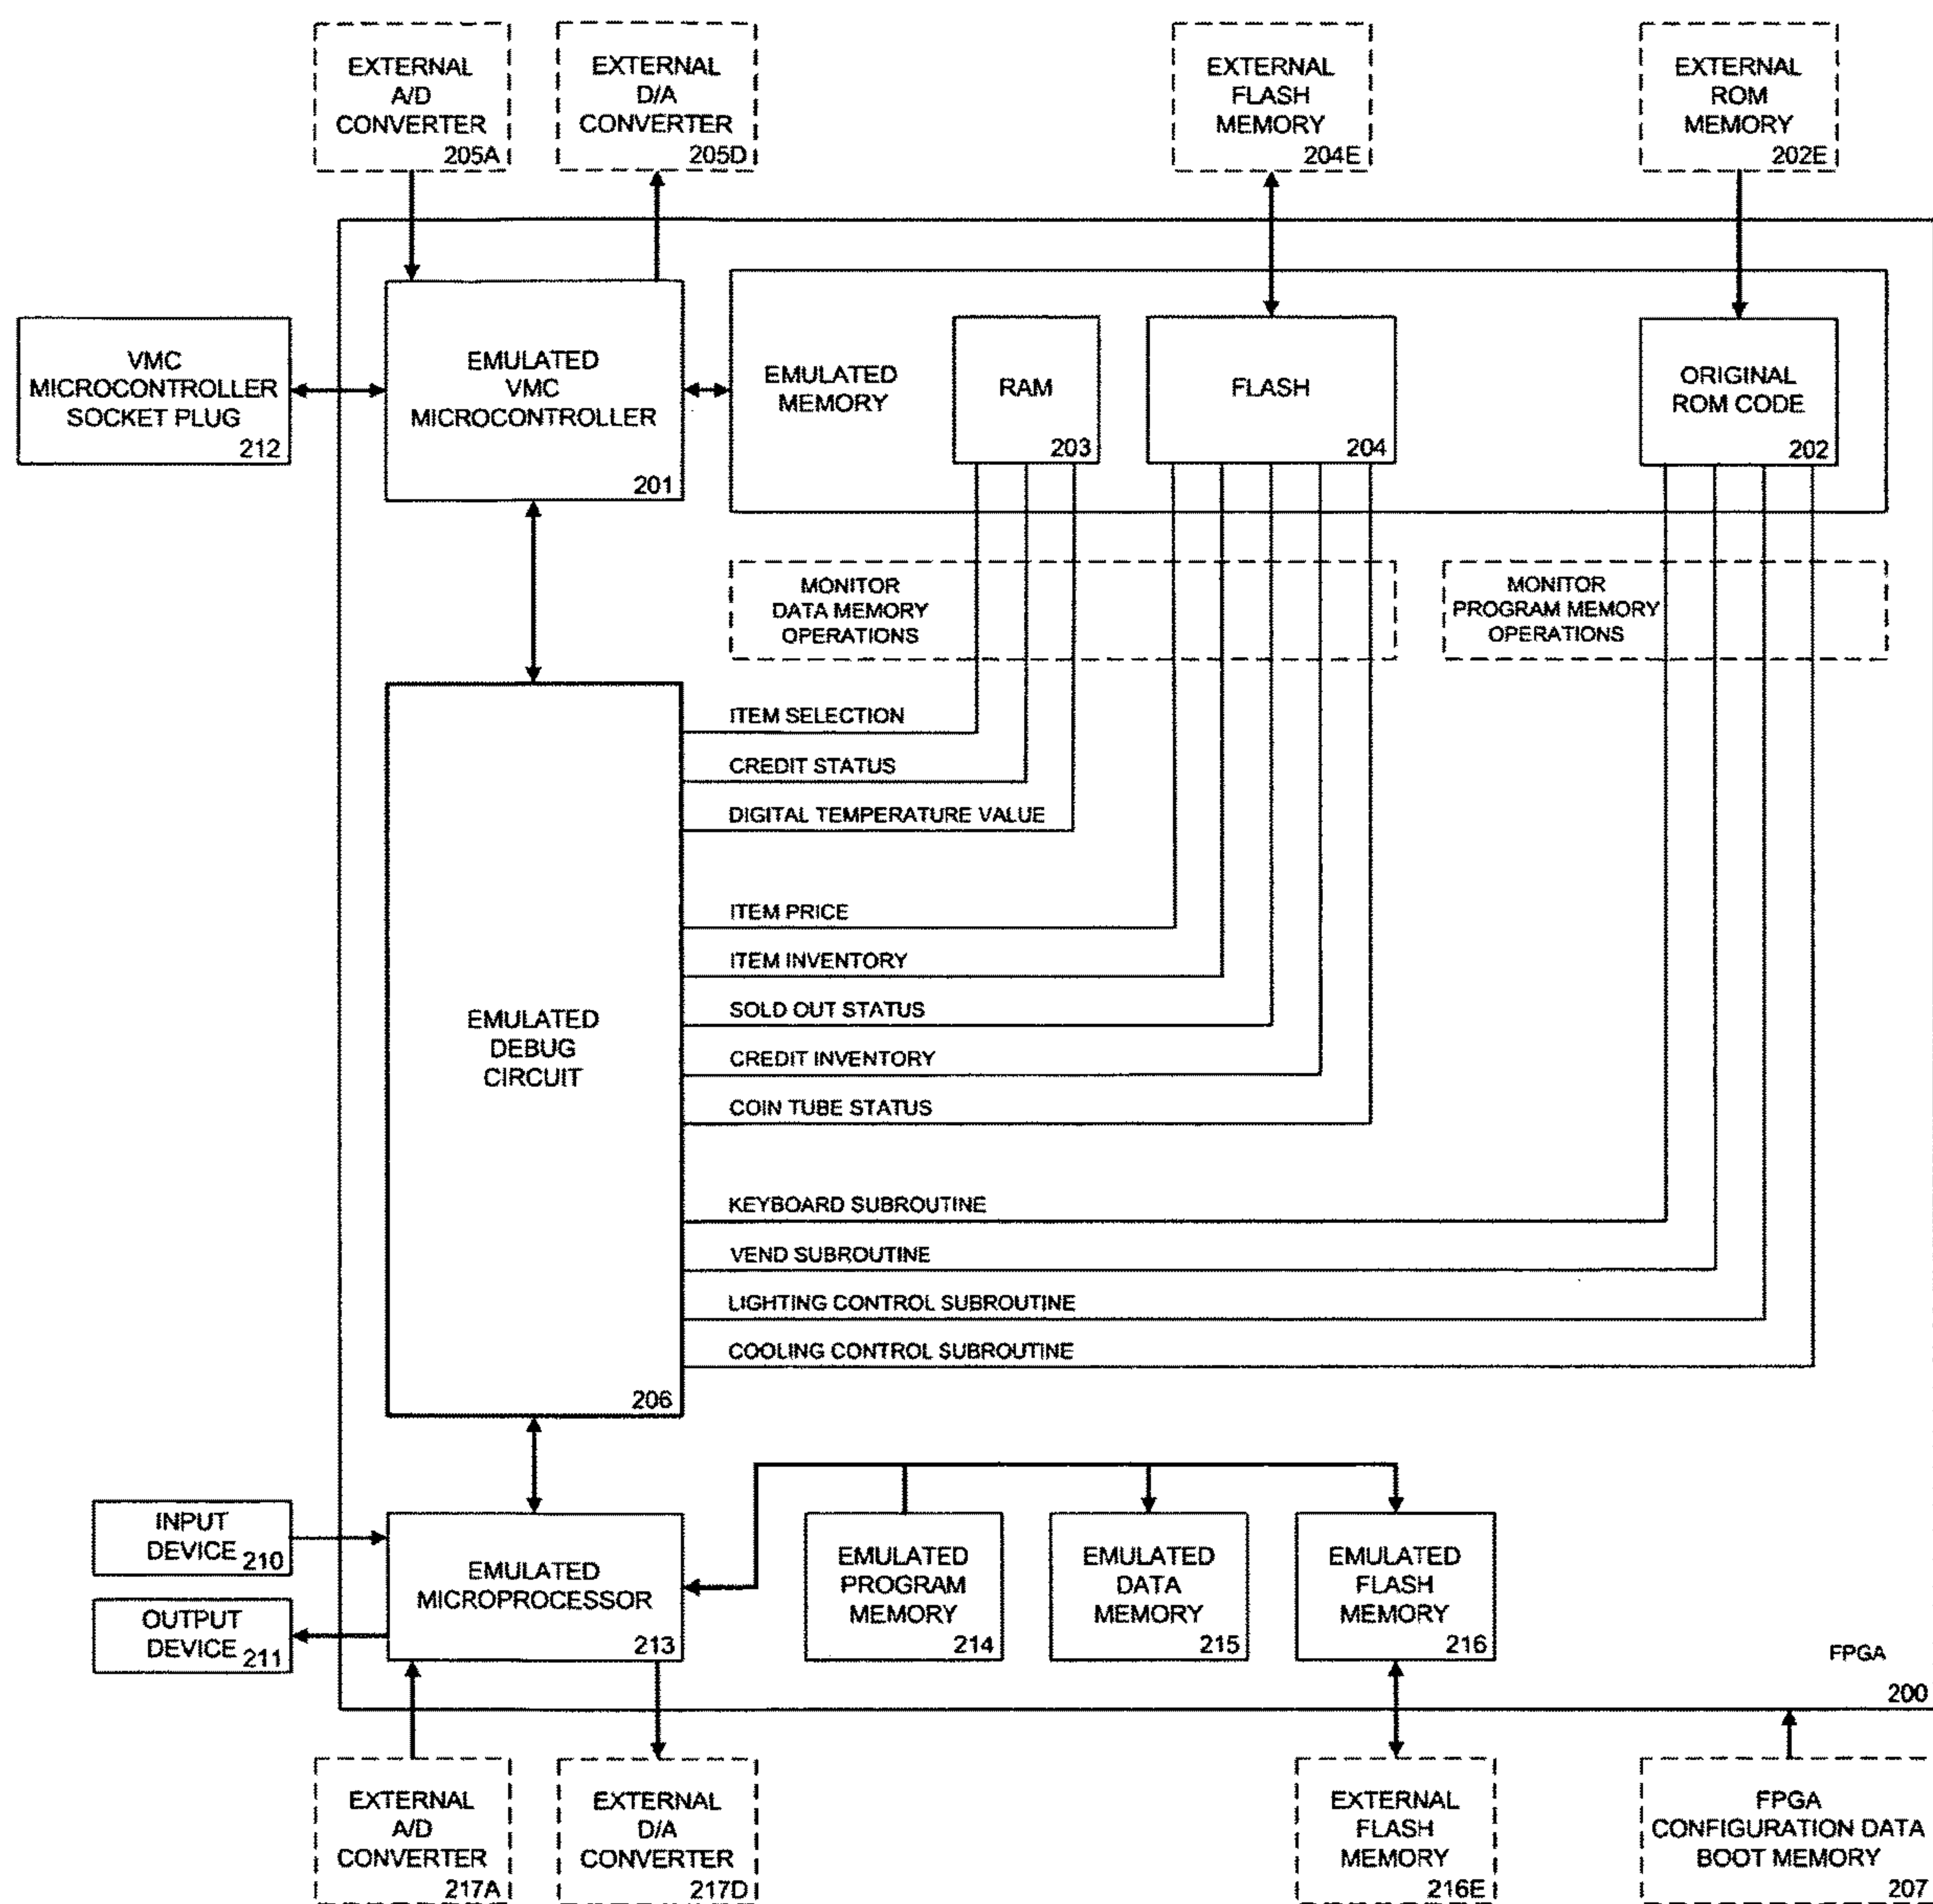 EXTERNAL
A/D
CONVERTER
205A
EXTERNAL
D/A
CONVERTER
205D
EXTERNAL
FLASH
MEMORY
204E
EXTERNAL
ROM
MEMORY
202E
VMC
MICROCONTROLLER
SOCKET PLUG
212
EMULATED
VMC
MICROCONTROLLER
201
EMULATED
MEMORY
RAM
203
FLASH
204
ORIGINAL
ROM CODE
202
MONITOR
DATA MEMORY
OPERATIONS
MONITOR
PROGRAM MEMORY
OPERATIONS
EMULATED
DEBUG
CIRCUIT
206
ITEM SELECTION
CREDIT STATUS
DIGITAL TEMPERATURE VALUE
ITEM PRICE
ITEM INVENTORY
SOLD OUT STATUS
CREDIT INVENTORY
COIN TUBE STATUS
KEYBOARD SUBROUTINE
VEND SUBROUTINE
LIGHTING CONTROL SUBROUTINE
COOLING CONTROL SUBROUTINE
INPUT
DEVICE 210
OUTPUT
DEVICE 211
EMULATED
MICROPROCESSOR
213
EMULATED
PROGRAM
MEMORY
214
EMULATED
DATA
MEMORY
215
EMULATED
FLASH
MEMORY
216
FPGA
200
EXTERNAL
A/D
CONVERTER
217A
EXTERNAL
D/A
CONVERTER
217D
EXTERNAL
FLASH
MEMORY
216E
FPGA
CONFIGURATION DATA
BOOT MEMORY
207